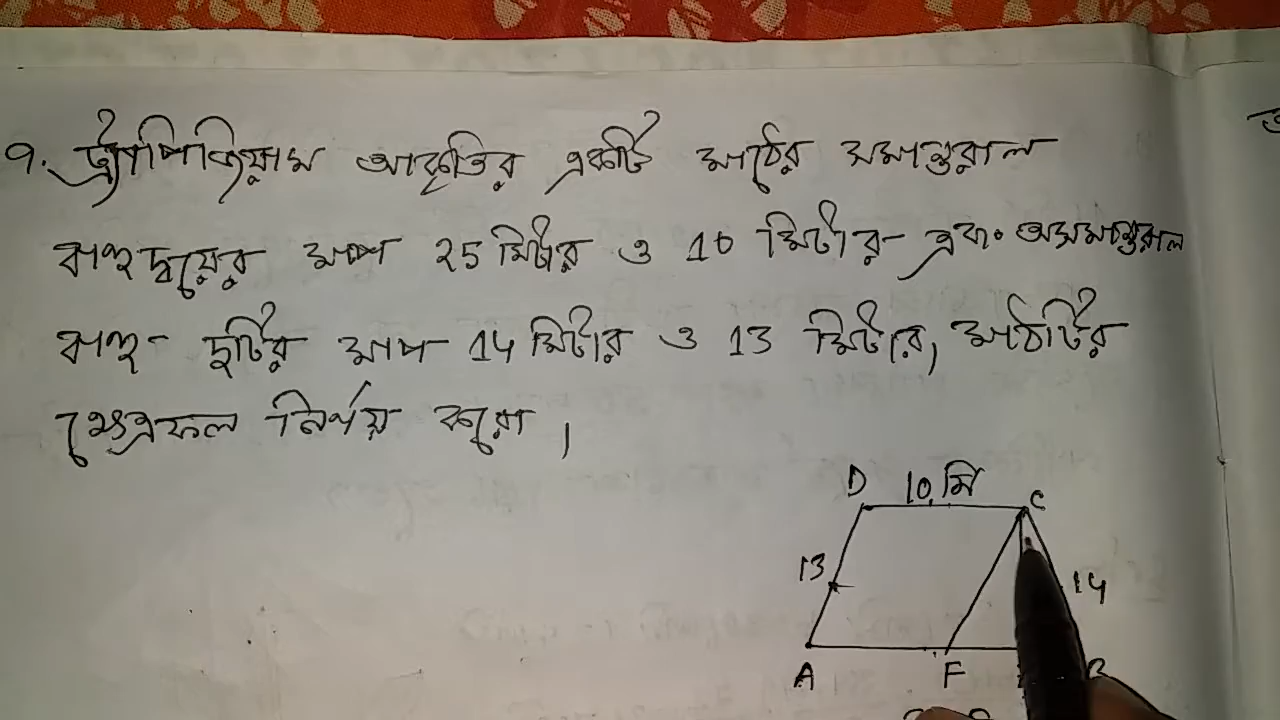 ৭. ট্রাপিজিয়াম আকৃতির একটি মাঠের সমান্তরাল
বাহুদ্বয়ের মাপ 25 মিটার ও 10 মিটার এবং অসমান্তরাল
বাহু দুটির মাপ 14 মিটার ও 13 মিটার, মাঠটির
ক্ষেত্রফল নির্ণয় করো ।
D 10 মি C
13 14
A F B